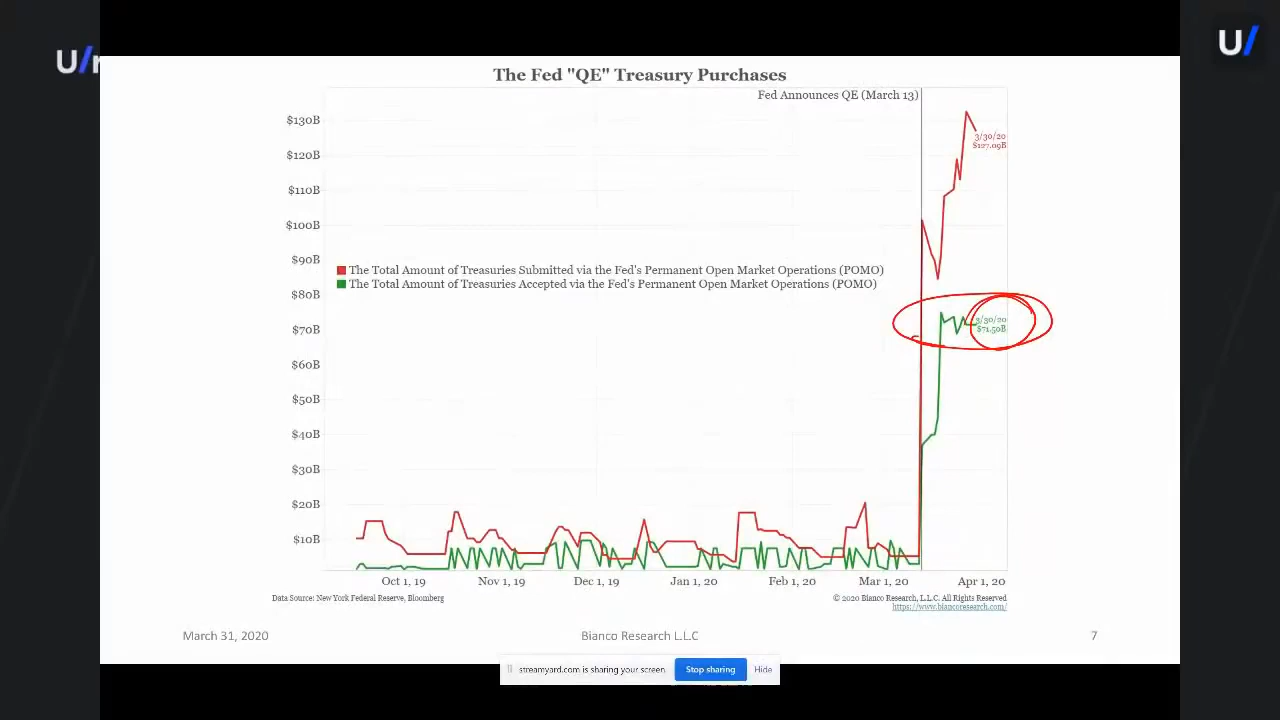 U/r
U/
The Fed "QE" Treasury Purchases
Fed Announces QE (March 13)
$130B
$120B
$110B
$100B
$90B
$80B
$70B
$60B
$50B
$40B
$30B
$20B
$10B
3/30/20
$127.09B
The Total Amount of Treasuries Submitted via the Fed's Permanent Open Market Operations (POMO)
The Total Amount of Treasuries Accepted via the Fed's Permanent Open Market Operations (POMO)
3/30/20
$71.50B
Oct 1, 19
Nov 1, 19
Dec 1, 19
Jan 1, 20
Feb 1, 20
Mar 1, 20
Apr 1, 20
Data Source: New York Federal Reserve, Bloomberg
© 2020 Bianco Research, L.L.C. All Rights Reserved
https://www.biancoresearch.com/
March 31, 2020
Bianco Research L.L.C
7
streamyard.com is sharing your screen.
Stop sharing
Hide